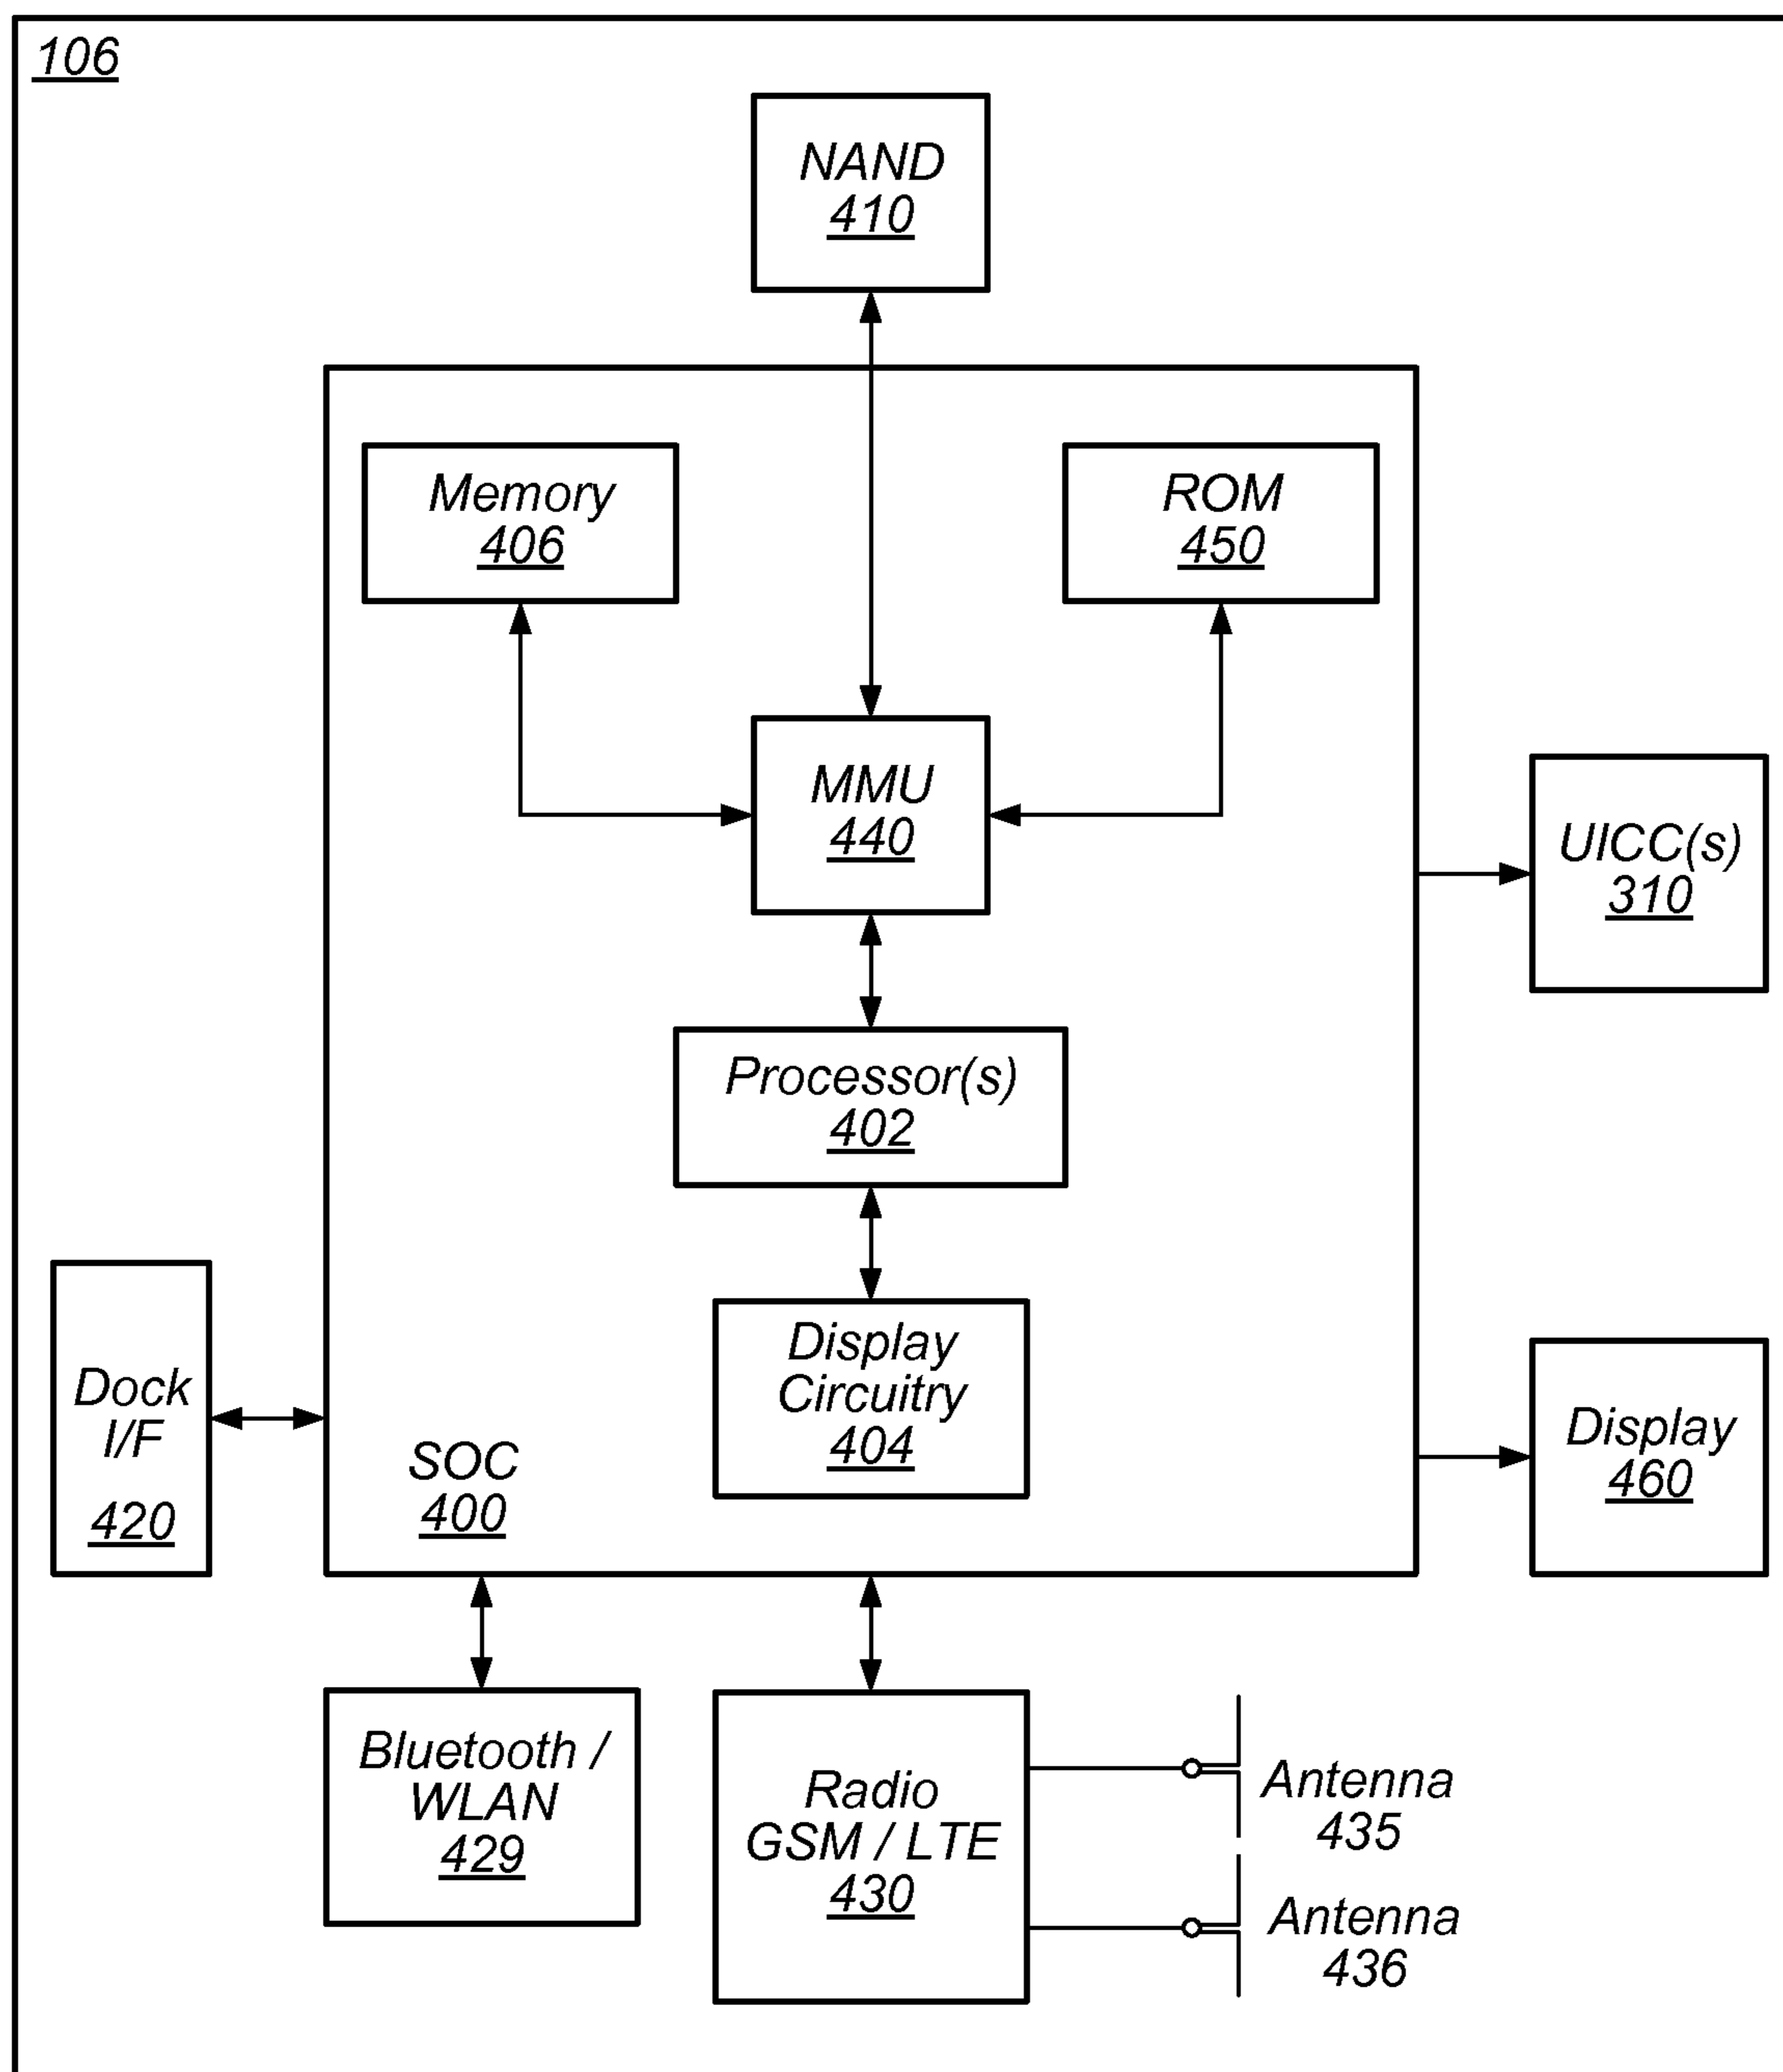 106
NAND
410
Memory
406
ROM
450
MMU
440
UICC(s)
310
Processor(s)
402
Display
Circuitry
404
Dock
I/F
420
SOC
400
Display
460
Bluetooth /
WLAN
429
Radio
GSM / LTE
430
Antenna
435
Antenna
436